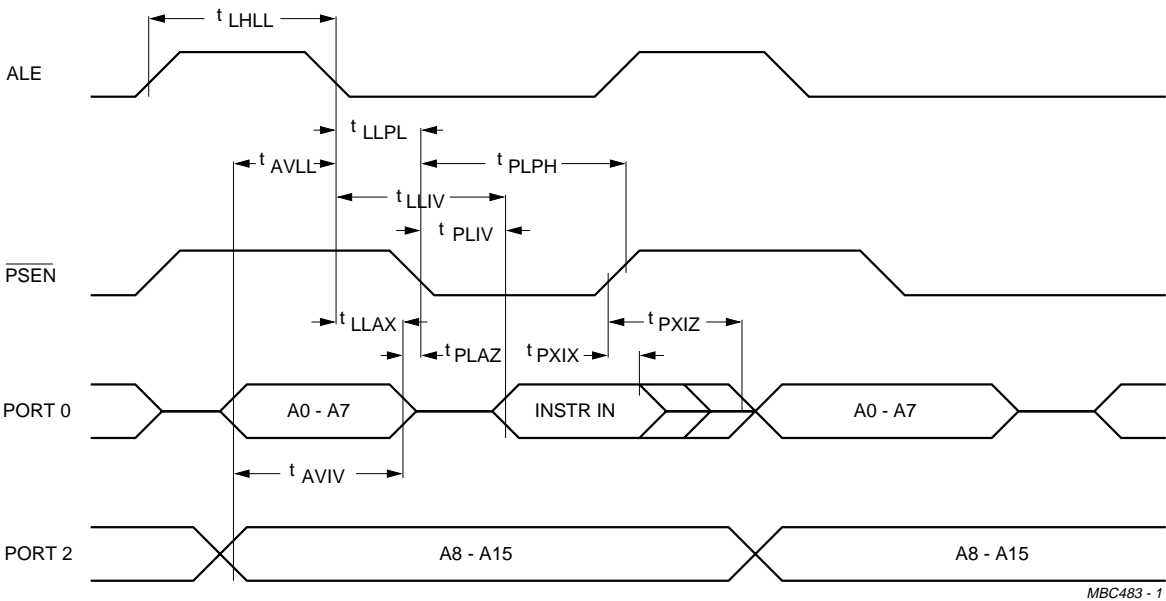 t LHLL
ALE
t LLPL
t AVLL
t PLPH
t LLIV
t PLIV
PSEN
t LLAX
t PXIZ
t PLAZ
t PXIX
PORT 0
A0 - A7
INSTR IN
A0 - A7
t AVIV
PORT 2
A8 - A15
A8 - A15
MBC483 - 1